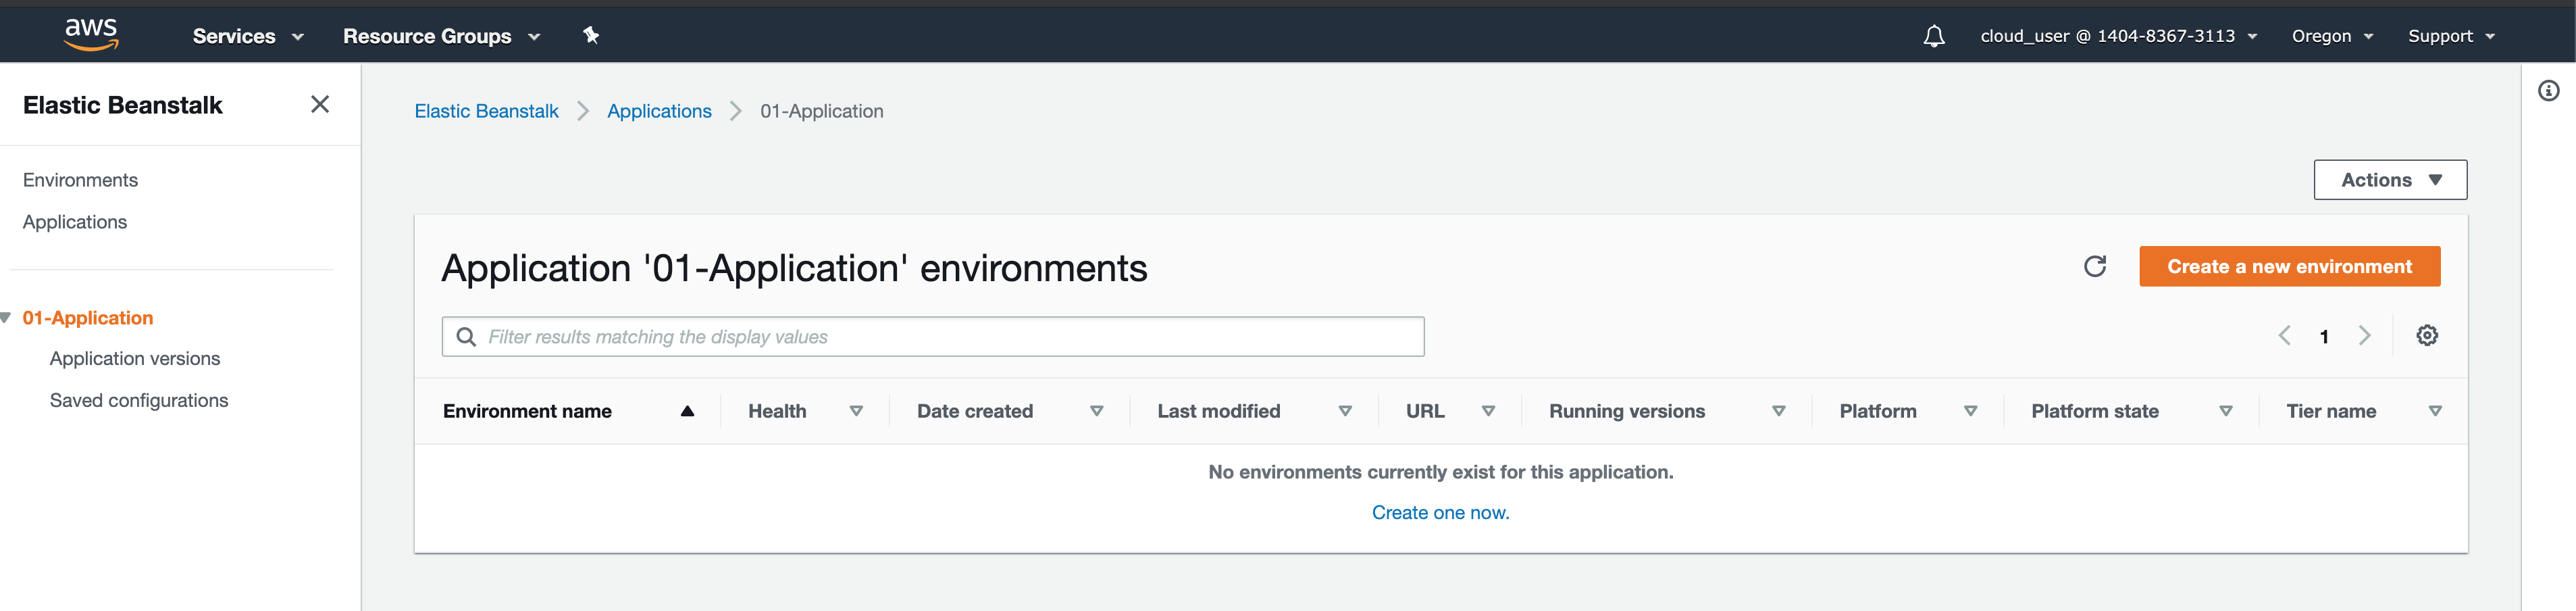 aws Services Resource Groups cloud_user @ 1404-8367-3113 Oregon Support
Elastic Beanstalk
Environments
Applications
01-Application
Application versions
Saved configurations
Elastic Beanstalk Applications 01-Application
Actions
Application '01-Application' environments
Create a new environment
Filter results matching the display values
1
Environment name Health Date created Last modified URL Running versions Platform Platform state Tier name
No environments currently exist for this application.
Create one now.